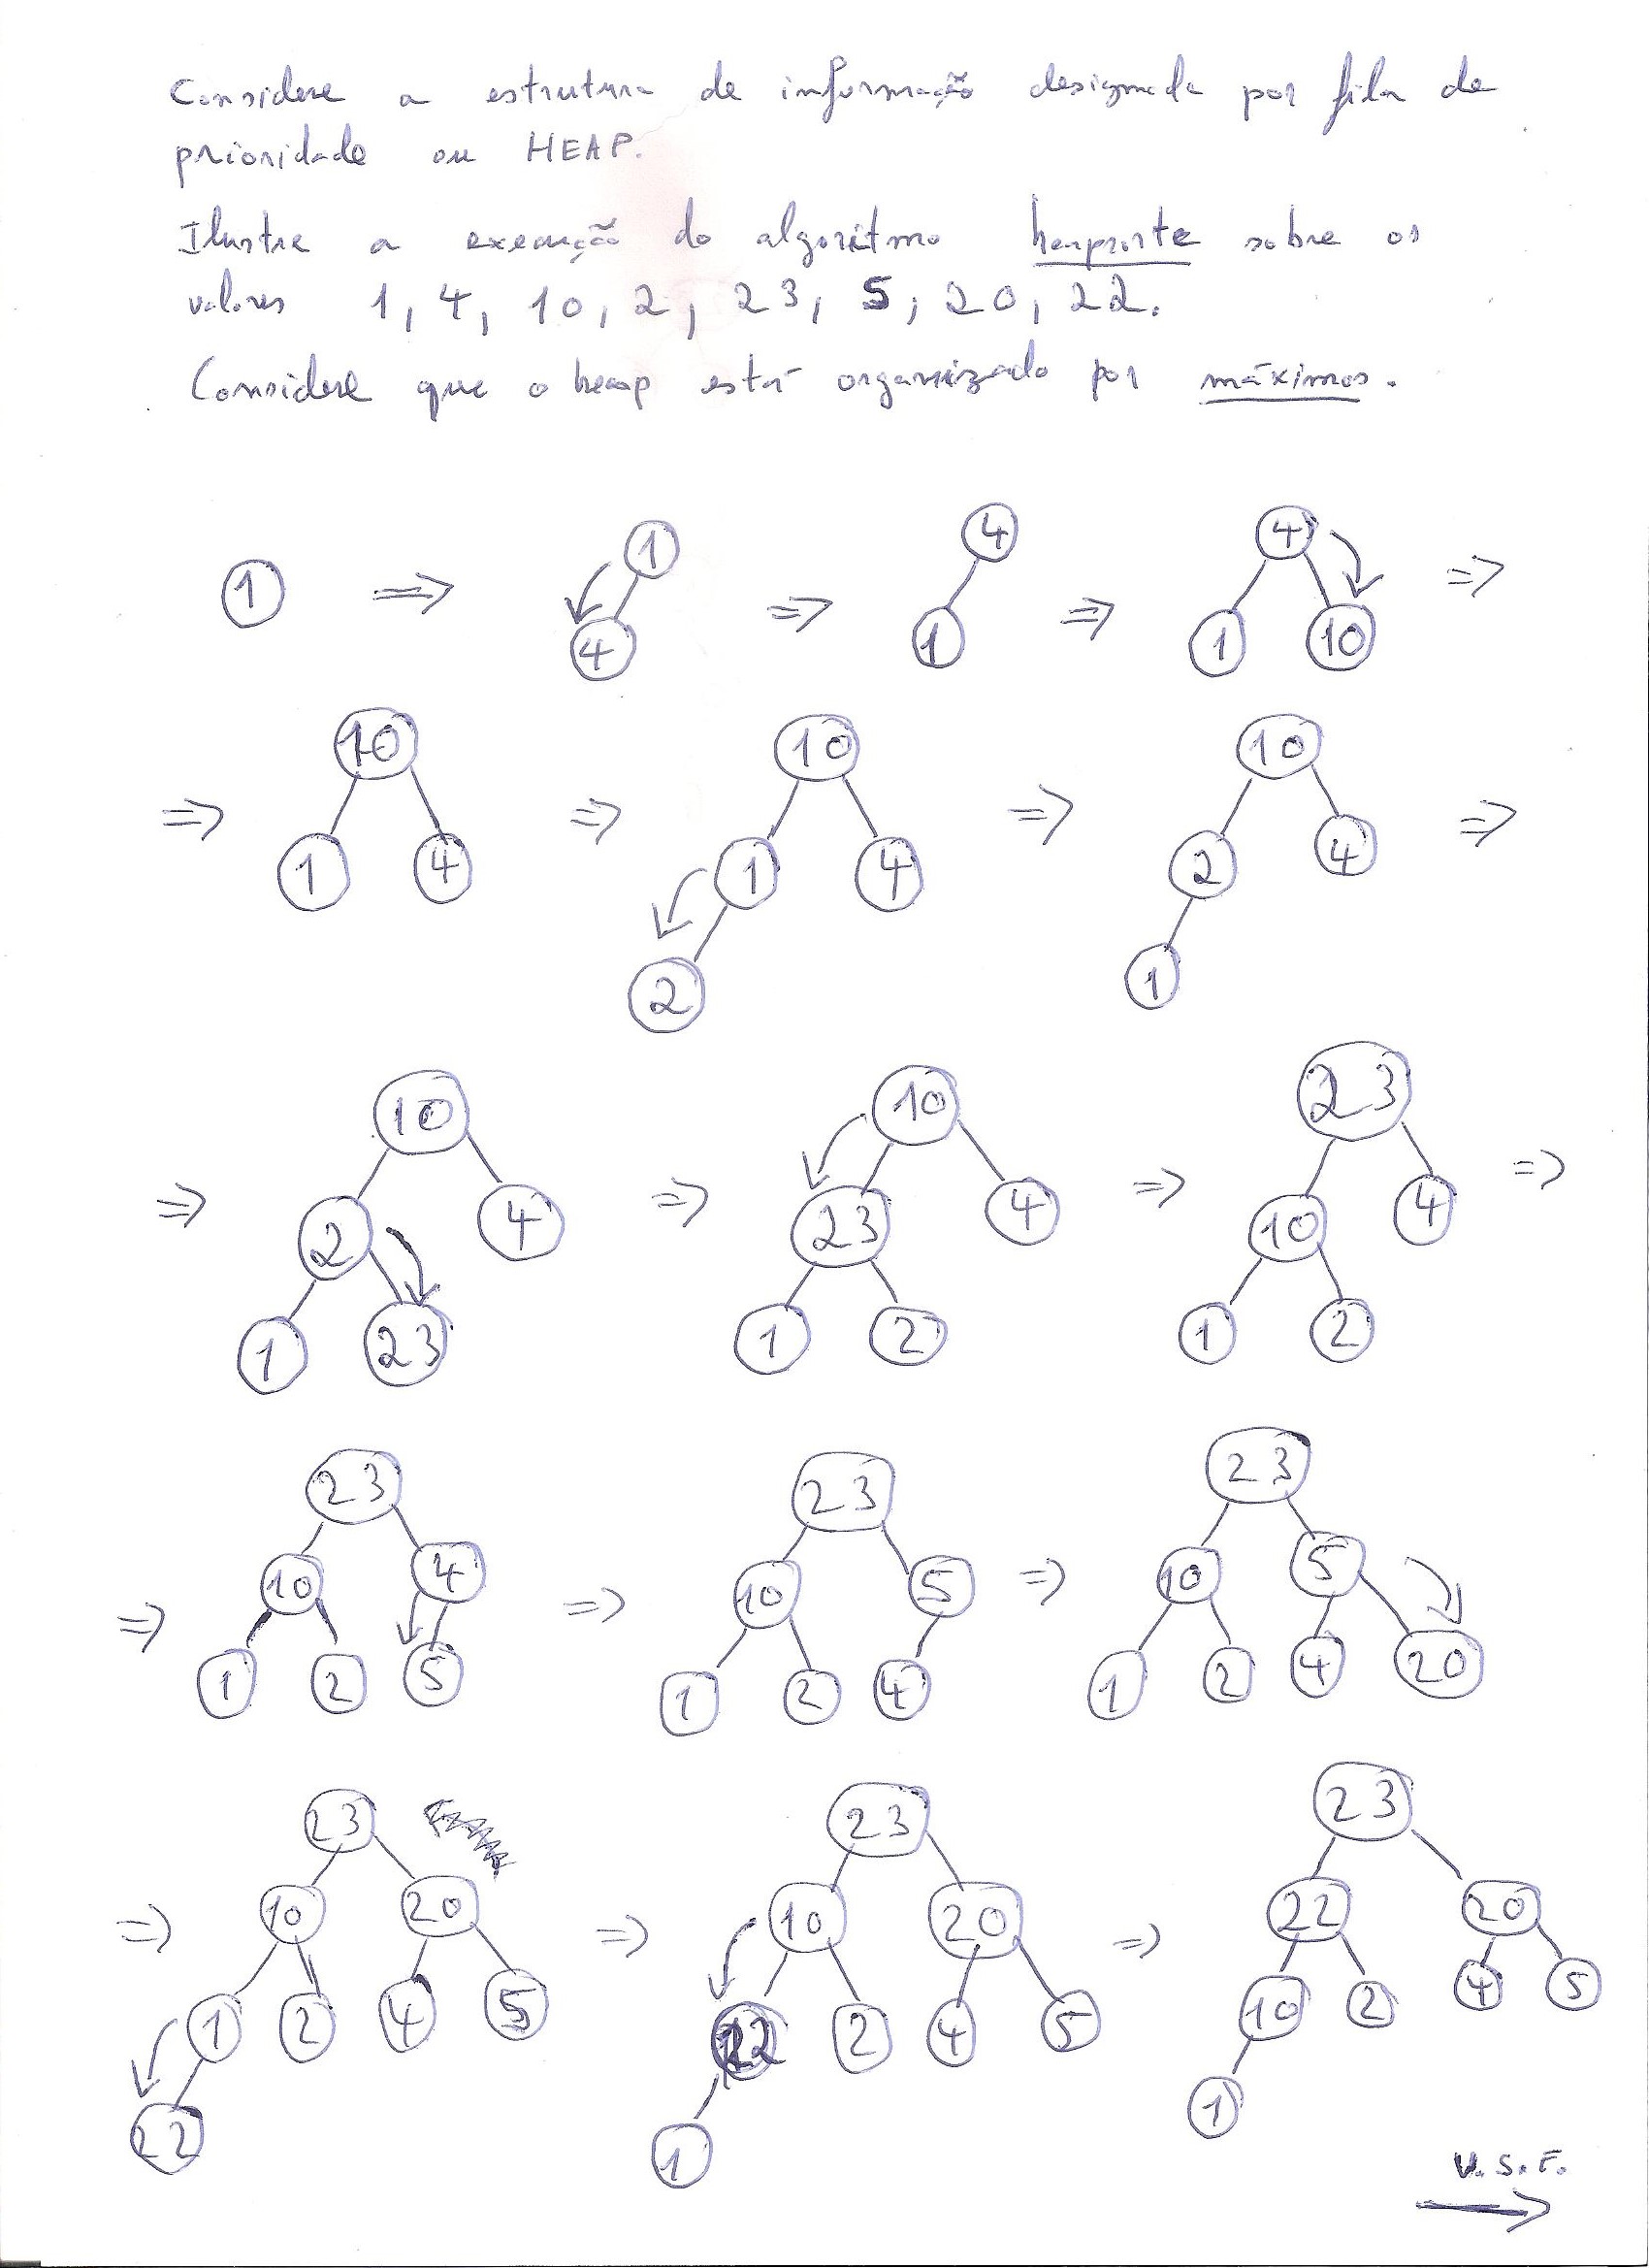 Considere a estrutura de informação designada por fila de
prioridade ou HEAP.
Ilustre a execução do algoritmo heapsorte sobre os
valores 1, 4, 10, 2, 23, 5, 20, 22.
Considere que o heap está organizado por máximos.
1 => 1 4 => 4 1 => 4 1 10 =>
=> 10 1 4 => 10 1 4 2 => 10 2 4 1 =>
=> 10 2 4 1 23 => 10 23 4 1 2 => 23 10 4 1 2 =>
=> 23 10 4 1 2 5 => 23 10 5 1 2 4 => 23 10 5 1 2 4 20
=> 23 10 20 1 2 4 5 22 => 23 10 20 22 2 4 5 1 => 23 22 20 10 2 4 5 1
V.S.F.